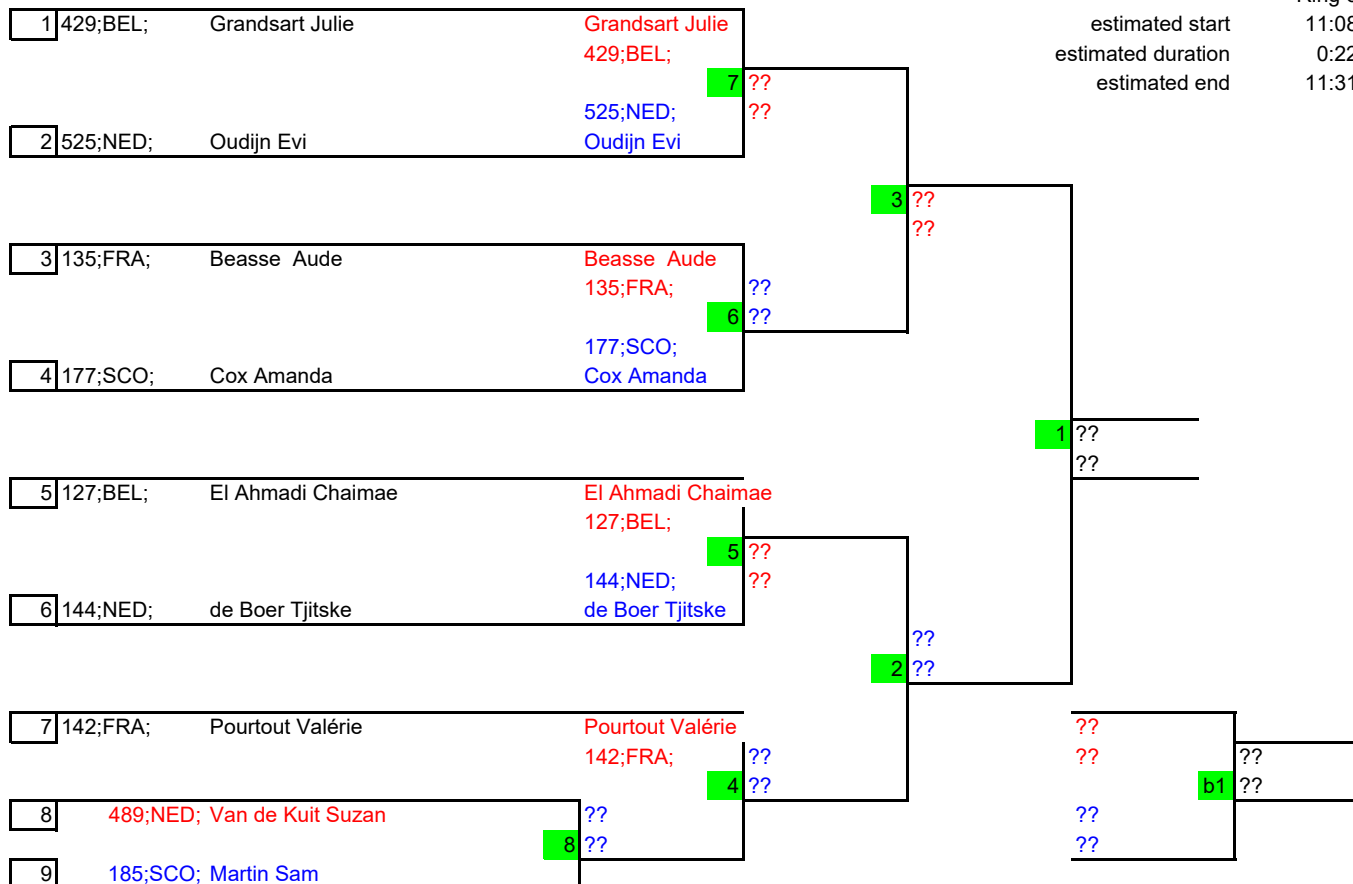 1 429;BEL; Grandsart Julie Grandsart Julie estimated start 11:08
429;BEL; estimated duration 0:22
7 ?? estimated end 11:31
525;NED; ??
2 525;NED; Oudijn Evi Oudijn Evi
3 ??
??
3 135;FRA; Beasse Aude Beasse Aude
135;FRA; ??
6 ??
177;SCO;
4 177;SCO; Cox Amanda Cox Amanda
1 ??
??
5 127;BEL; El Ahmadi Chaimae El Ahmadi Chaimae
127;BEL;
5 ??
144;NED; ??
6 144;NED; de Boer Tjitske de Boer Tjitske
??
2 ??
7 142;FRA; Pourtout Valérie Pourtout Valérie ??
142;FRA; ?? ?? ??
4 ?? b1 ??
8 489;NED; Van de Kuit Suzan ?? ??
8 ?? ??
9 185;SCO; Martin Sam